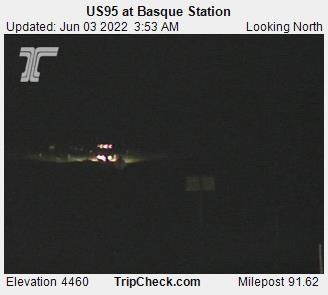 US95 at Basque Station
Updated: Jun 03 2022 3:53 AM Looking North
Elevation 4460 TripCheck.com Milepost 91.62